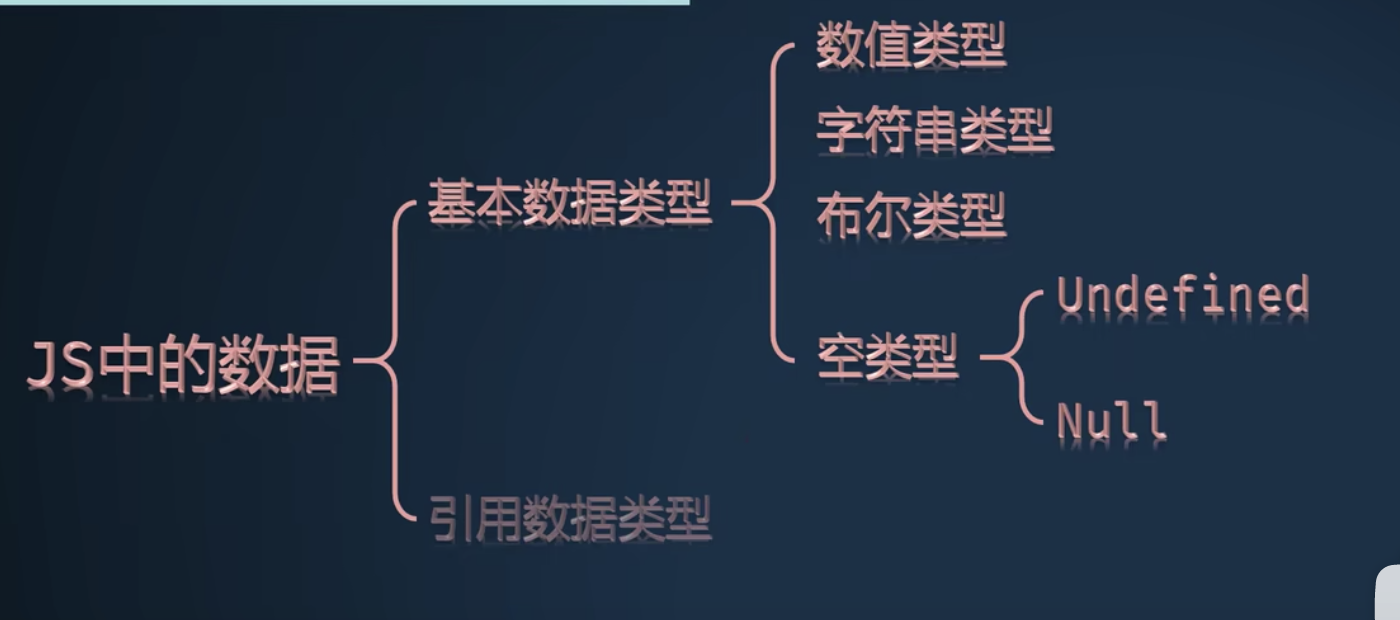 JS中的数据
基本数据类型
数值类型
字符串类型
布尔类型
空类型
Undefined
Null
引用数据类型